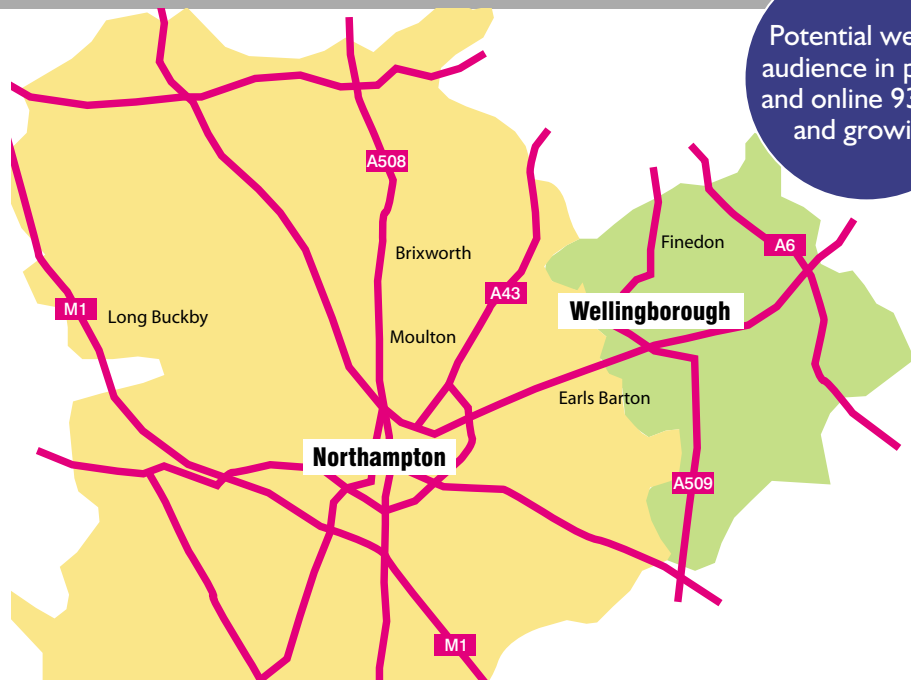 Potential we
audience in p
and online 93
and growi
A508
Brixworth
Finedon
A6
A43
M1
Long Buckby
Wellingborough
Moulton
Earls Barton
Northampton
A509
M1